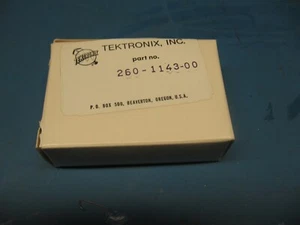 TEKTRONIX, INC.
part no.
260-1143-00
P. O. BOX 500, BEAVERTON, OREGON, U.S.A.